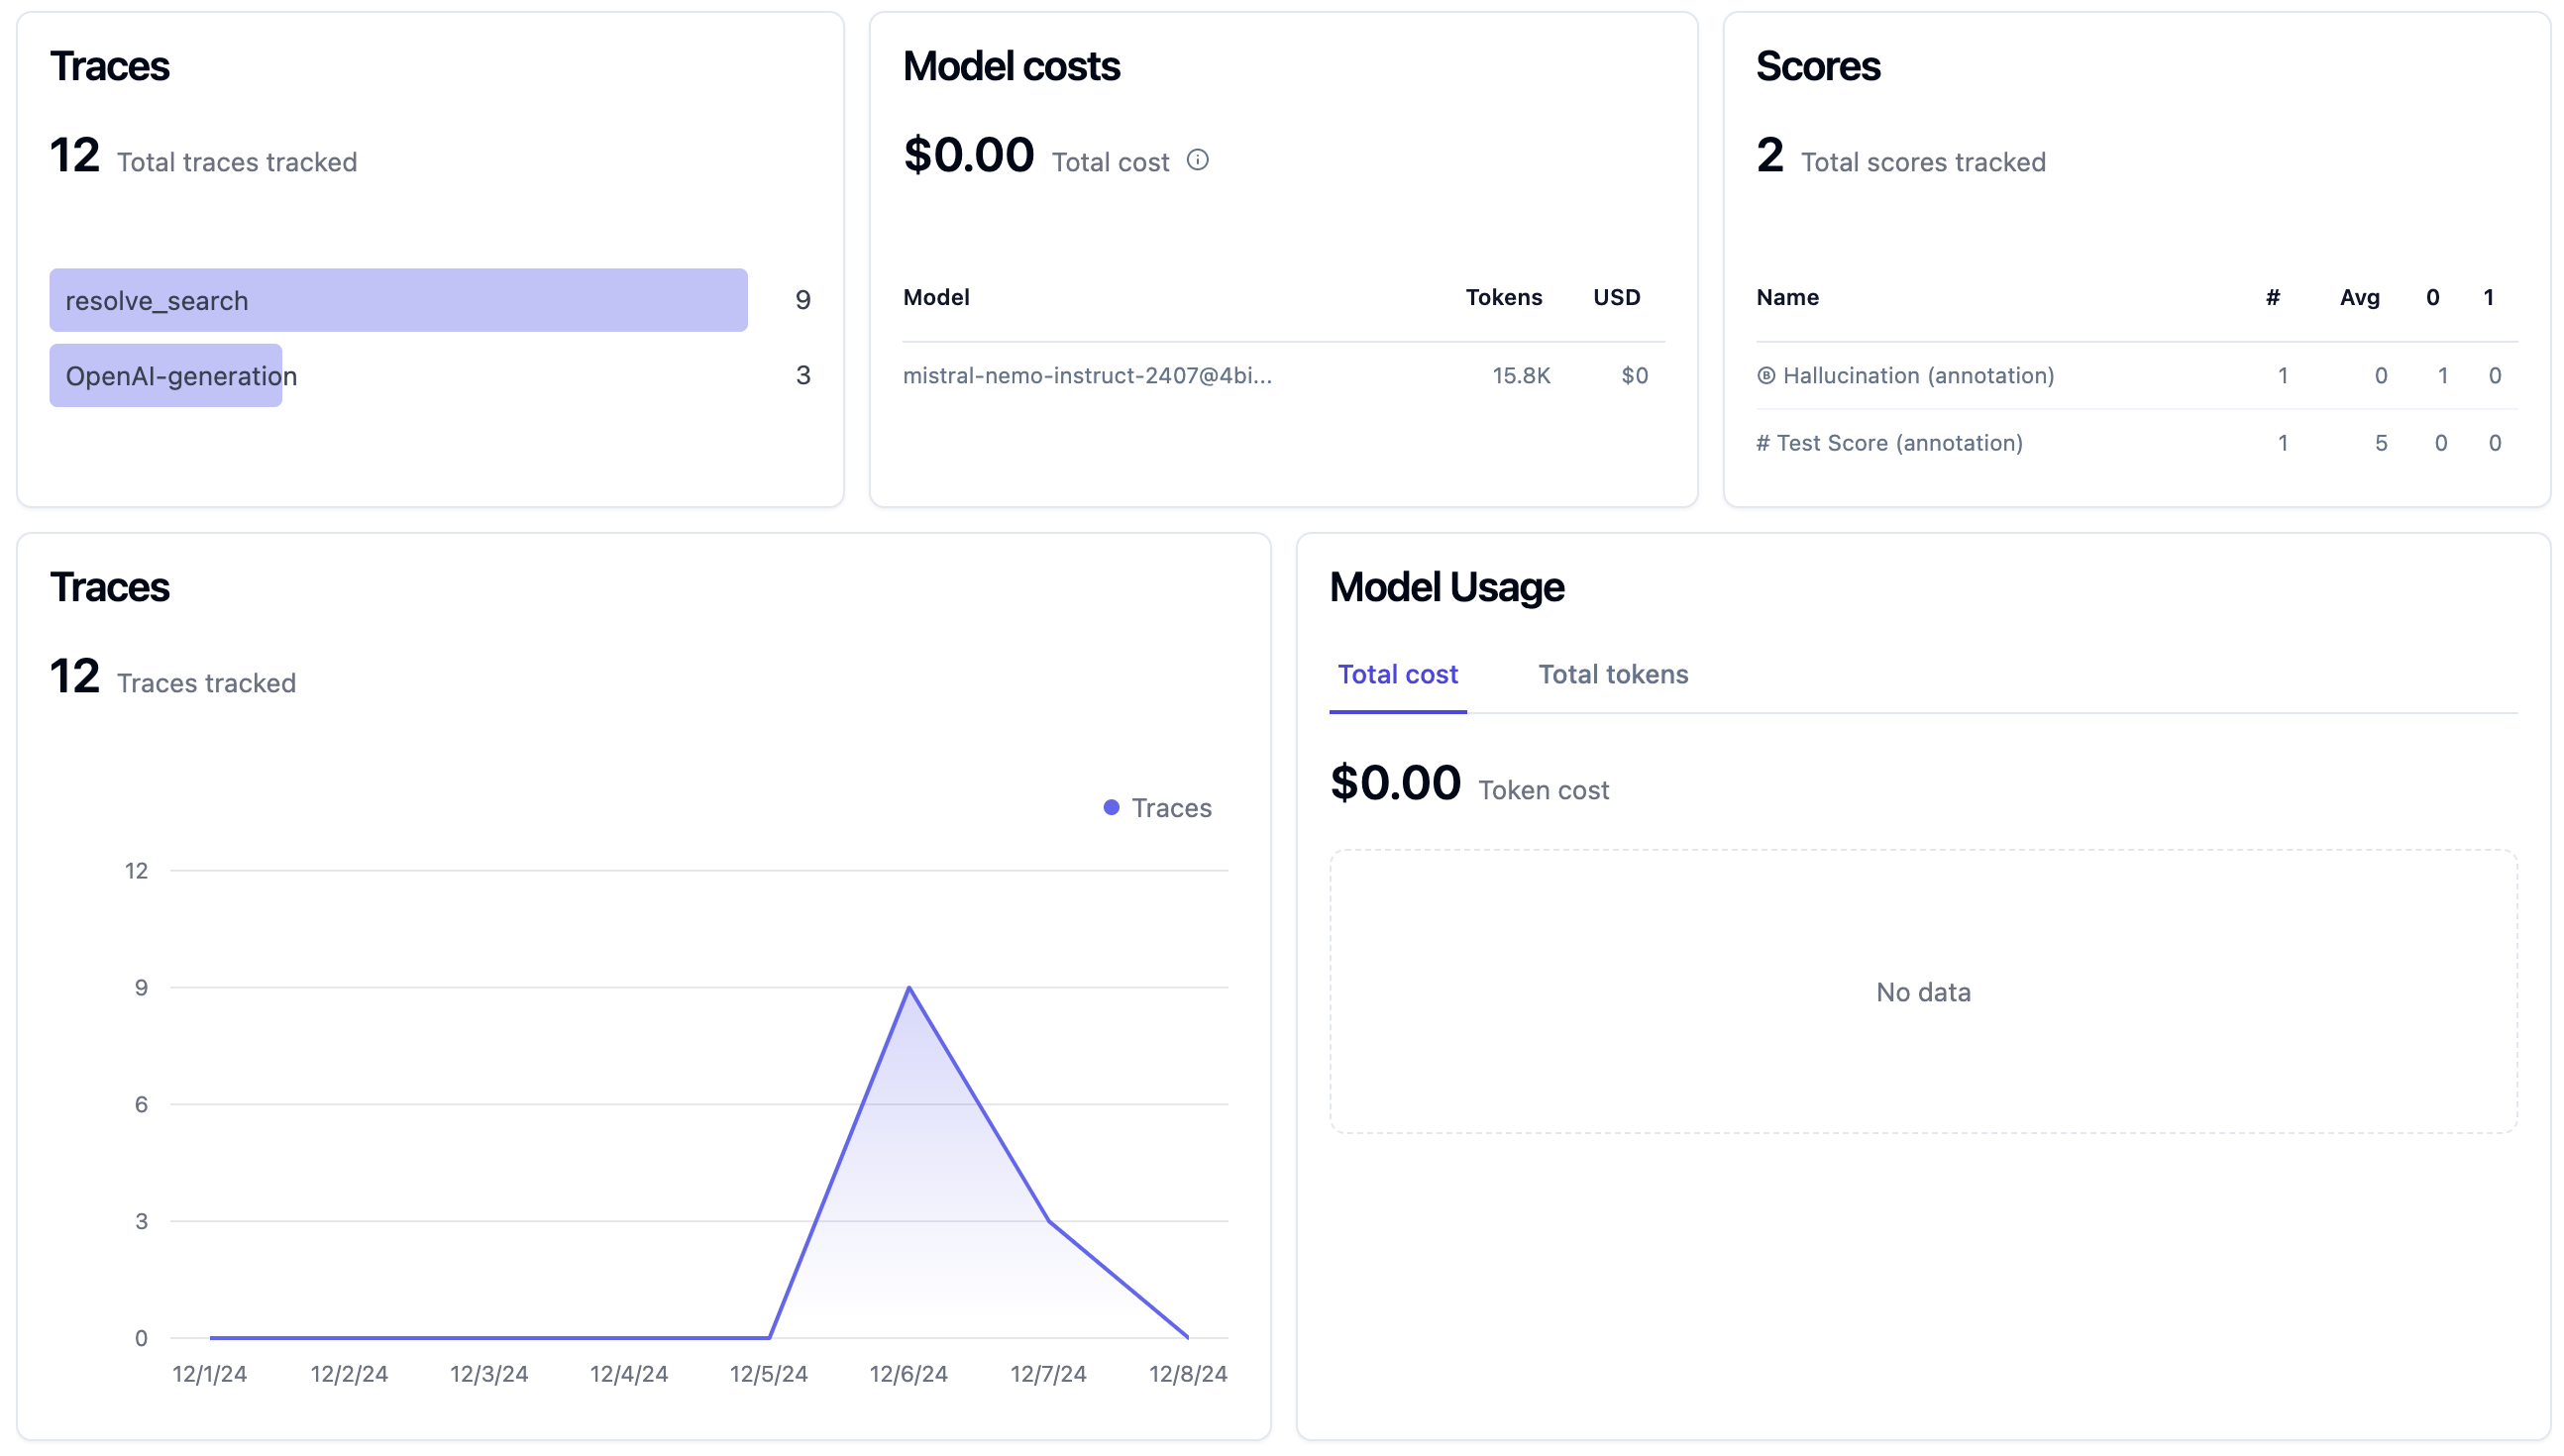 Traces
12 Total traces tracked
resolve_search 9
OpenAI-generation 3
Model costs
$0.00 Total cost
Model Tokens USD
mistral-nemo-instruct-2407@4bi... 15.8K $0
Scores
2 Total scores tracked
Name # Avg 0 1
Ⓑ Hallucination (annotation) 1 0 1 0
# Test Score (annotation) 1 5 0 0
Traces
12 Traces tracked
Traces
12
9
6
3
0
12/1/24 12/2/24 12/3/24 12/4/24 12/5/24 12/6/24 12/7/24 12/8/24
Model Usage
Total cost Total tokens
$0.00 Token cost
No data